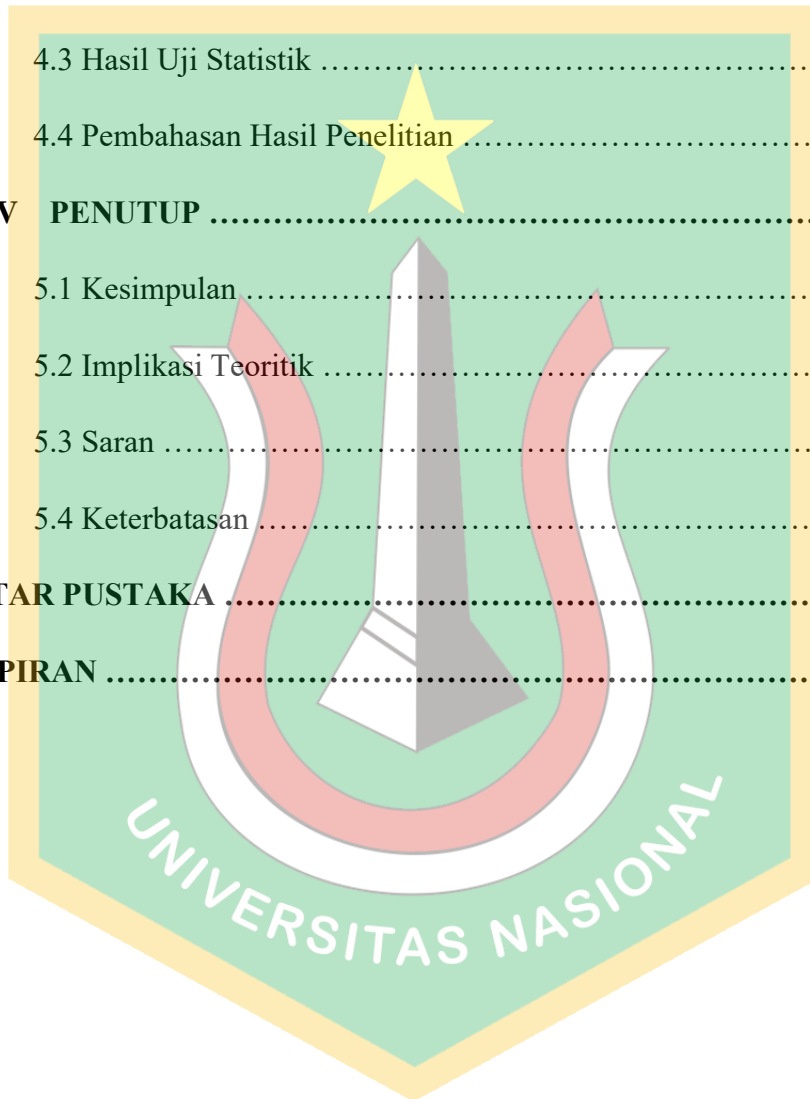 4.3 Hasil Uji Statistik ……………………………………………
4.4 Pembahasan Hasil Penelitian ……………………………………
V PENUTUP ……………………………………………………
5.1 Kesimpulan ……………………………………………………
5.2 Implikasi Teoritik ……………………………………………
5.3 Saran ……………………………………………………………
5.4 Keterbatasan ……………………………………………………
TAR PUSTAKA ……………………………………………………
PIRAN ………………………………………………………………
UNIVERSITAS NASIONAL